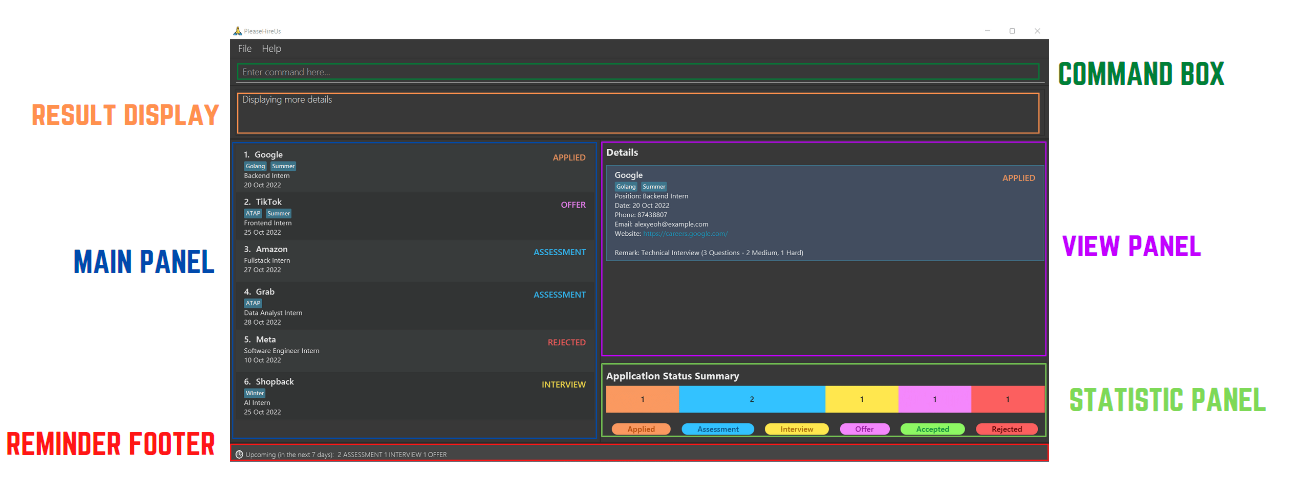 PleaseHireUs
File Help
Enter command here...
COMMAND BOX
Displaying more details
RESULT DISPLAY
MAIN PANEL
1. Google
APPLIED
Golang Summer
Backend Intern
20 Oct 2022
2. TikTok
OFFER
ATAP Summer
Frontend Intern
25 Oct 2022
3. Amazon
ASSESSMENT
Fullstack Intern
27 Oct 2022
4. Grab
ASSESSMENT
ATAP
Data Analyst Intern
28 Oct 2022
5. Meta
REJECTED
Software Engineer Intern
10 Oct 2022
6. Shopback
INTERVIEW
Winter
AI Intern
25 Oct 2022
Details
Google
APPLIED
Golang Summer
Position: Backend Intern
Date: 20 Oct 2022
Phone: 87438807
Email: alexyeoh@example.com
Website: https://careers.google.com/
Remark: Technical Interview (3 Questions - 2 Medium, 1 Hard)
VIEW PANEL
Application Status Summary
1 2 1 1 1
Applied Assessment Interview Offer Accepted Rejected
STATISTIC PANEL
REMINDER FOOTER
Upcoming (in the next 7 days): 2 ASSESSMENT 1 INTERVIEW 1 OFFER